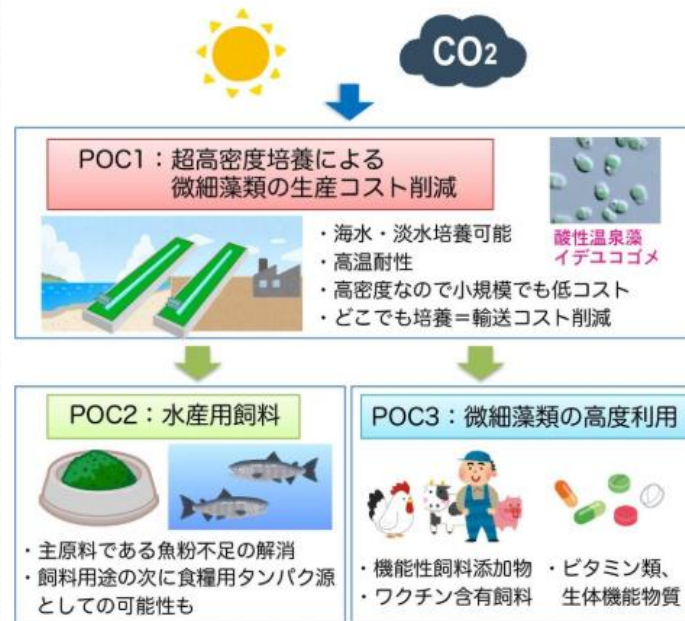 CO2
POC1：超高密度培養による
微細藻類の生産コスト削減
酸性温泉藻
イデユコゴメ
・海水・淡水培養可能
・高温耐性
・高密度なので小規模でも低コスト
・どこでも培養＝輸送コスト削減
POC2：水産用飼料
・主原料である魚粉不足の解消
・飼料用途の次に食糧用タンパク源
としての可能性も
POC3：微細藻類の高度利用
・機能性飼料添加物
・ワクチン含有飼料
・ビタミン類、
生体機能物質